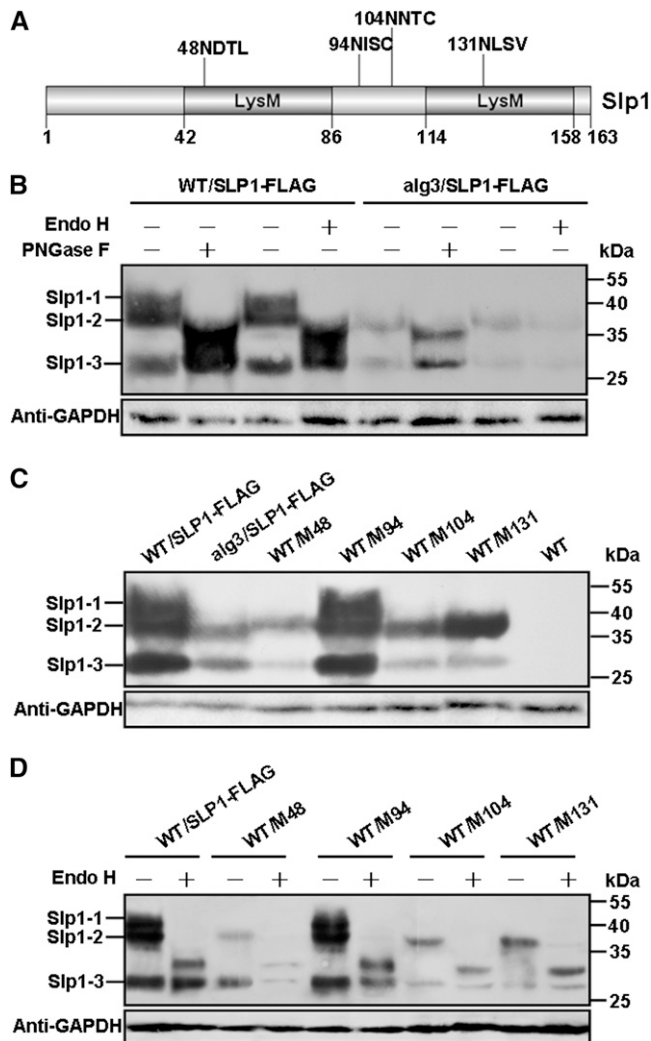 A
104NNTC
48NDTL 94NISC 131NLSV
LysM LysM Slp1
1 42 86 114 158 163
B
WT/SLP1-FLAG alg3/SLP1-FLAG
Endo H – – – + – – – +
PNGase F – + – – – + – – kDa
Slp1-1
Slp1-2
Slp1-3
55
40
35
25
Anti-GAPDH
C
WT/SLP1-FLAG alg3/SLP1-FLAG WT/M48 WT/M94 WT/M104 WT/M131 WT
kDa
Slp1-1
Slp1-2
Slp1-3
55
40
35
25
Anti-GAPDH
D
WT/SLP1-FLAG WT/M48 WT/M94 WT/M104 WT/M131
Endo H – + – + – + – + – + kDa
Slp1-1
Slp1-2
Slp1-3
55
40
35
25
Anti-GAPDH